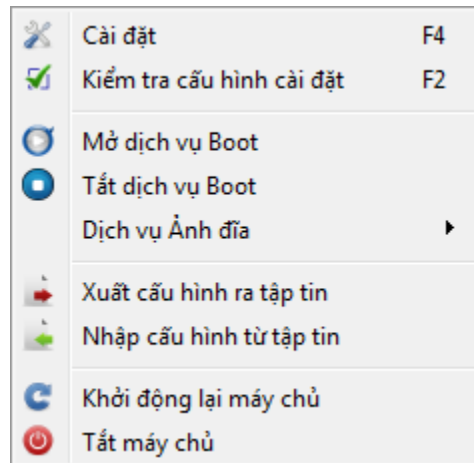 Cài đặt F4
Kiểm tra cấu hình cài đặt F2
Mở dịch vụ Boot
Tắt dịch vụ Boot
Dịch vụ Ảnh đĩa
Xuất cấu hình ra tập tin
Nhập cấu hình từ tập tin
Khởi động lại máy chủ
Tắt máy chủ